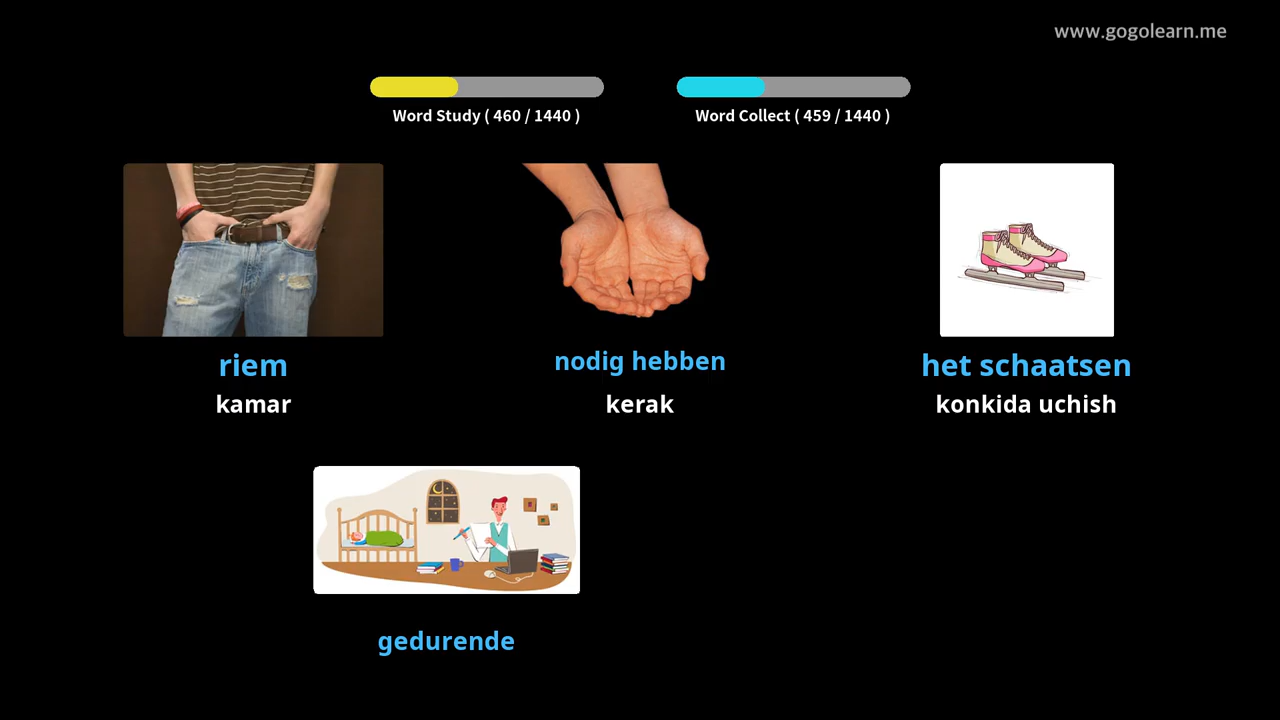 www.gogolearn.me
Word Study ( 460 / 1440 )
Word Collect ( 459 / 1440 )
riem
nodig hebben
het schaatsen
kamar
kerak
konkida uchish
gedurende